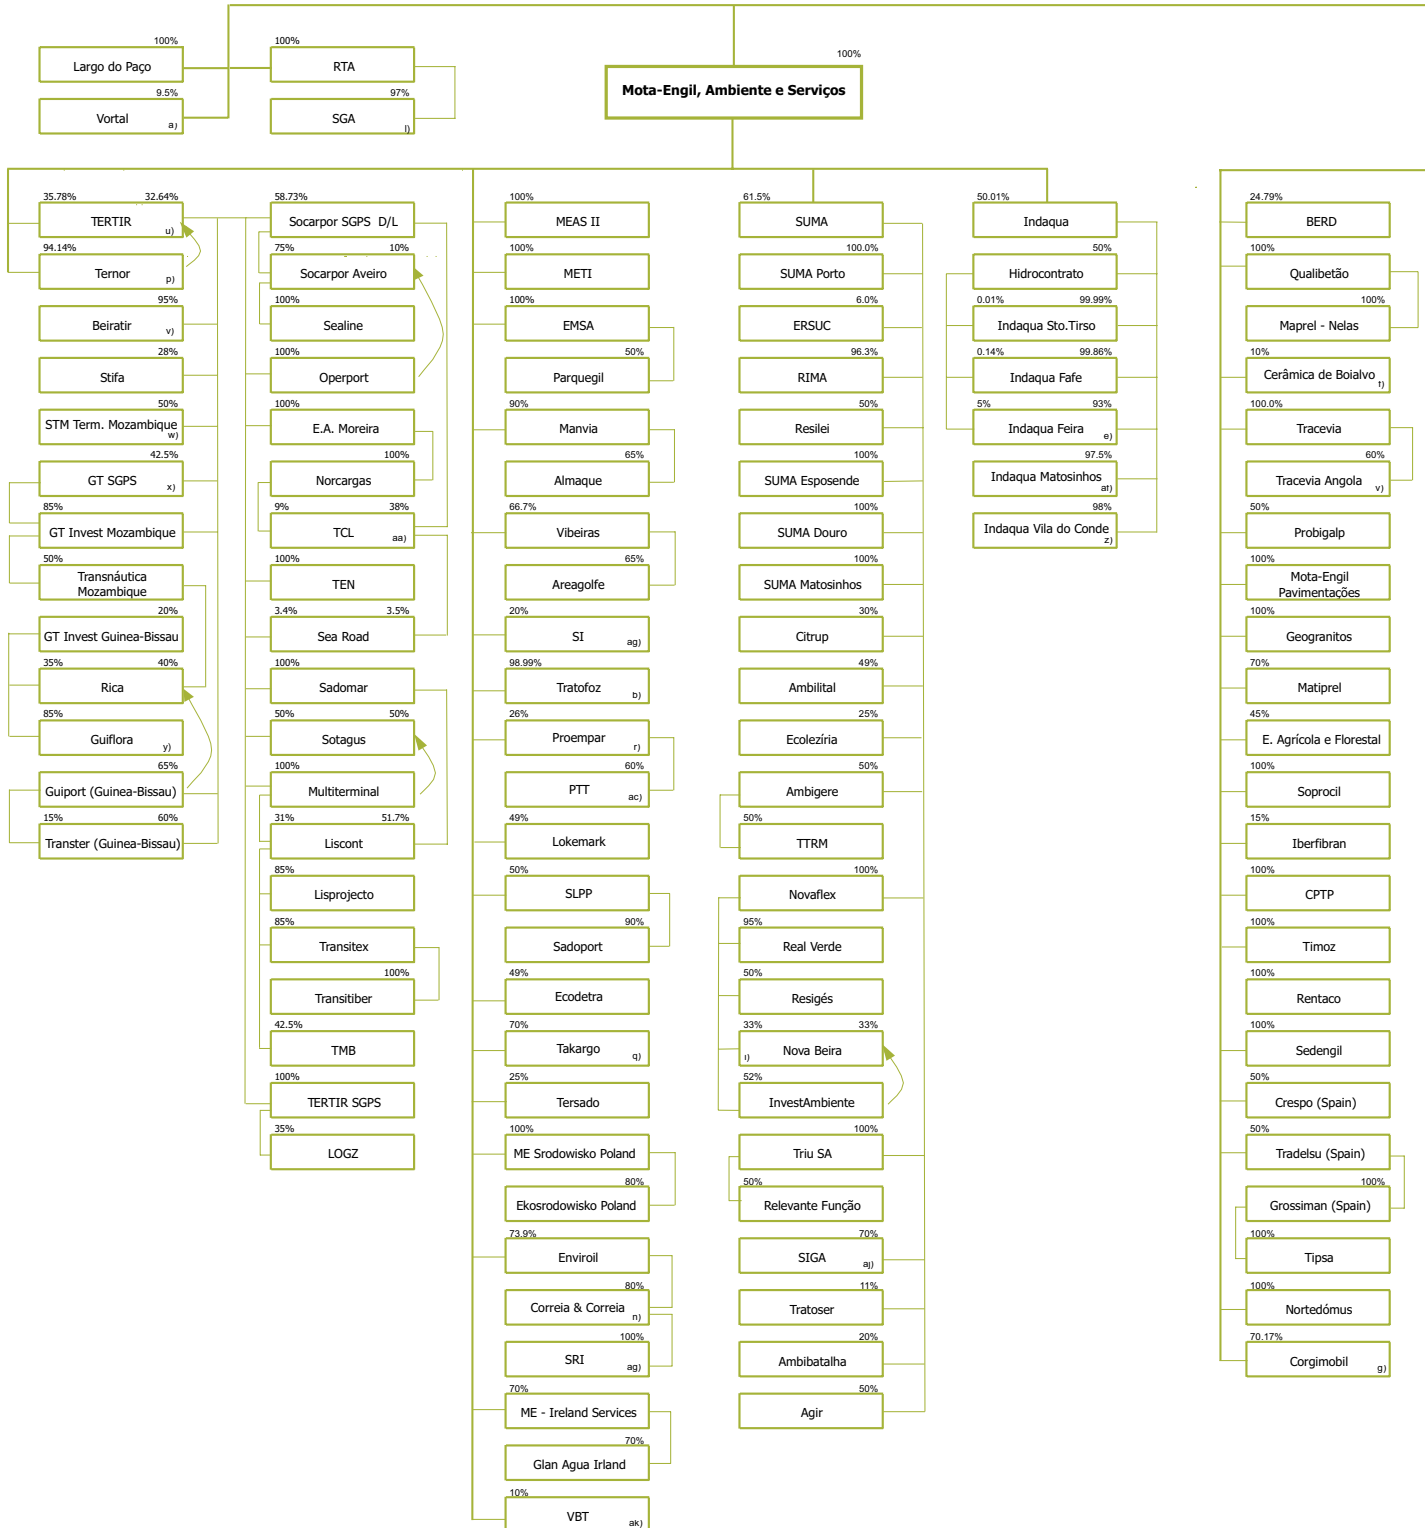 100%
Largo do Paço
100%
RTA
9.5%
Vortal
a)
97%
SGA
l)
100%
Mota-Engil, Ambiente e Serviços
35.78%
32.64%
TERTIR
u)
94.14%
Ternor
p)
95%
Beiratir
v)
28%
Stifa
50%
STM Term. Mozambique
w)
42.5%
GT SGPS
x)
85%
GT Invest Mozambique
50%
Transnáutica
Mozambique
20%
GT Invest Guinea-Bissau
35%
40%
Rica
85%
Guiflora
y)
65%
Guiport (Guinea-Bissau)
15%
60%
Transter (Guinea-Bissau)
58.73%
Socarpor SGPS D/L
75%
10%
Socarpor Aveiro
100%
Sealine
100%
Operport
100%
E.A. Moreira
100%
Norcargas
9%
38%
TCL
aa)
100%
TEN
3.4%
3.5%
Sea Road
100%
Sadomar
50%
50%
Sotagus
100%
Multiterminal
31%
51.7%
Liscont
85%
Lisprojecto
85%
Transitex
100%
Transitiber
42.5%
TMB
100%
TERTIR SGPS
35%
LOGZ
100%
MEAS II
100%
METI
100%
EMSA
50%
Parquegil
90%
Manvia
65%
Almaque
66.7%
Vibeiras
65%
Areagolfe
20%
SI
ag)
98.99%
Tratofoz
b)
26%
Proempar
r)
60%
PTT
ac)
49%
Lokemark
50%
SLPP
90%
Sadoport
49%
Ecodetra
70%
Takargo
q)
25%
Tersado
100%
ME Srodowisko Poland
80%
Ekosrodowisko Poland
73.9%
Enviroil
80%
Correia & Correia
n)
100%
SRI
ag)
70%
ME - Ireland Services
70%
Glan Agua Irland
10%
VBT
ak)
61.5%
SUMA
100.0%
SUMA Porto
6.0%
ERSUC
96.3%
RIMA
50%
Resilei
100%
SUMA Esposende
100%
SUMA Douro
100%
SUMA Matosinhos
30%
Citrup
49%
Ambilital
25%
Ecolezíria
50%
Ambigere
50%
TTRM
100%
Novaflex
95%
Real Verde
50%
Resigés
33%
33%
Nova Beira
52%
InvestAmbiente
100%
Triu SA
50%
Relevante Função
70%
SIGA
aj)
11%
Tratoser
20%
Ambibatalha
50%
Agir
50.01%
Indaqua
50%
Hidrocontrato
0.01%
99.99%
Indaqua Sto.Tirso
0.14%
99.86%
Indaqua Fafe
5%
93%
Indaqua Feira
e)
97.5%
Indaqua Matosinhos
at)
98%
Indaqua Vila do Conde
z)
24.79%
BERD
100%
Qualibetão
100%
Maprel - Nelas
10%
Cerâmica de Boialvo
t)
100.0%
Tracevia
60%
Tracevia Angola
v)
50%
Probigalp
100%
Mota-Engil
Pavimentações
100%
Geogranitos
70%
Matiprel
45%
E. Agrícola e Florestal
100%
Soprocil
15%
Iberfibran
100%
CPTP
100%
Timoz
100%
Rentaco
100%
Sedengil
50%
Crespo (Spain)
50%
Tradelsu (Spain)
100%
Grossiman (Spain)
100%
Tipsa
100%
Nortedómus
70.17%
Corgimobil
g)